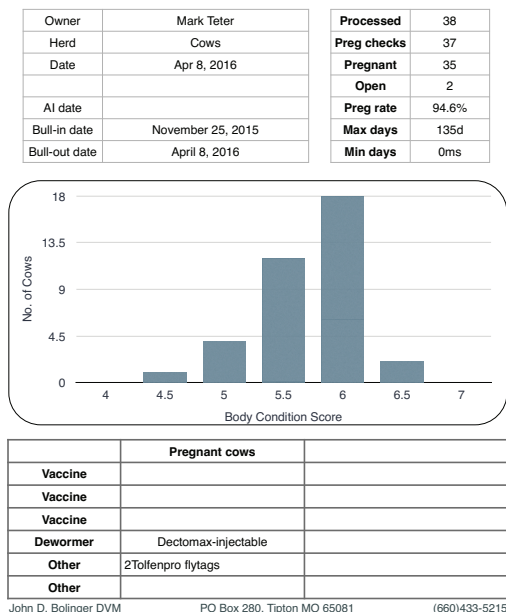 Owner Mark Teter
Herd Cows
Date Apr 8, 2016
AI date
Bull-in date November 25, 2015
Bull-out date April 8, 2016
Processed 38
Preg checks 37
Pregnant 35
Open 2
Preg rate 94.6%
Max days 135d
Min days 0ms
18
13.5
9
4.5
0
No. of Cows
4 4.5 5 5.5 6 6.5 7
Body Condition Score
Pregnant cows
Vaccine
Vaccine
Vaccine
Dewormer Dectomax-injectable
Other 2Tolfenpro flytags
Other
John D. Bolinger DVM PO Box 280, Tipton MO 65081 (660)433-5215